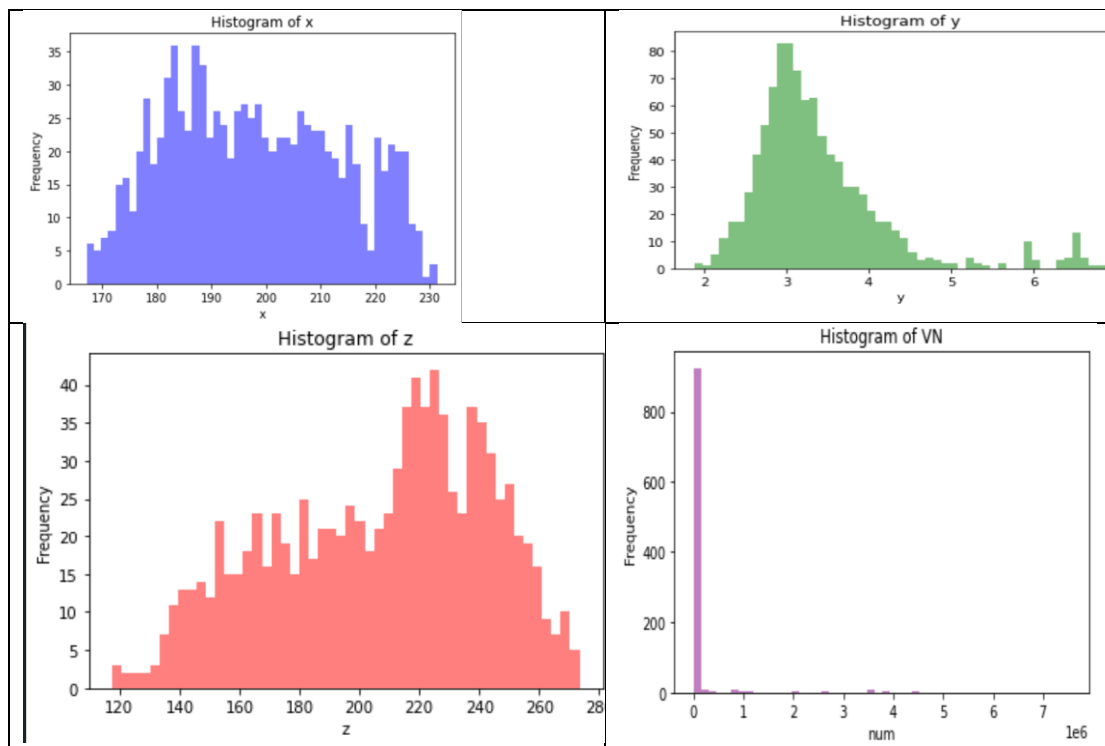 Histogram of x
35
30
25
20
15
10
5
0
Frequency
170 180 190 200 210 220 230
x
Histogram of y
80
70
60
50
40
30
20
10
0
Frequency
2 3 4 5 6
y
Histogram of z
40
35
30
25
20
15
10
5
0
Frequency
120 140 160 180 200 220 240 260 28
z
Histogram of VN
800
600
400
200
0
Frequency
0 1 2 3 4 5 6 7
1e6
num